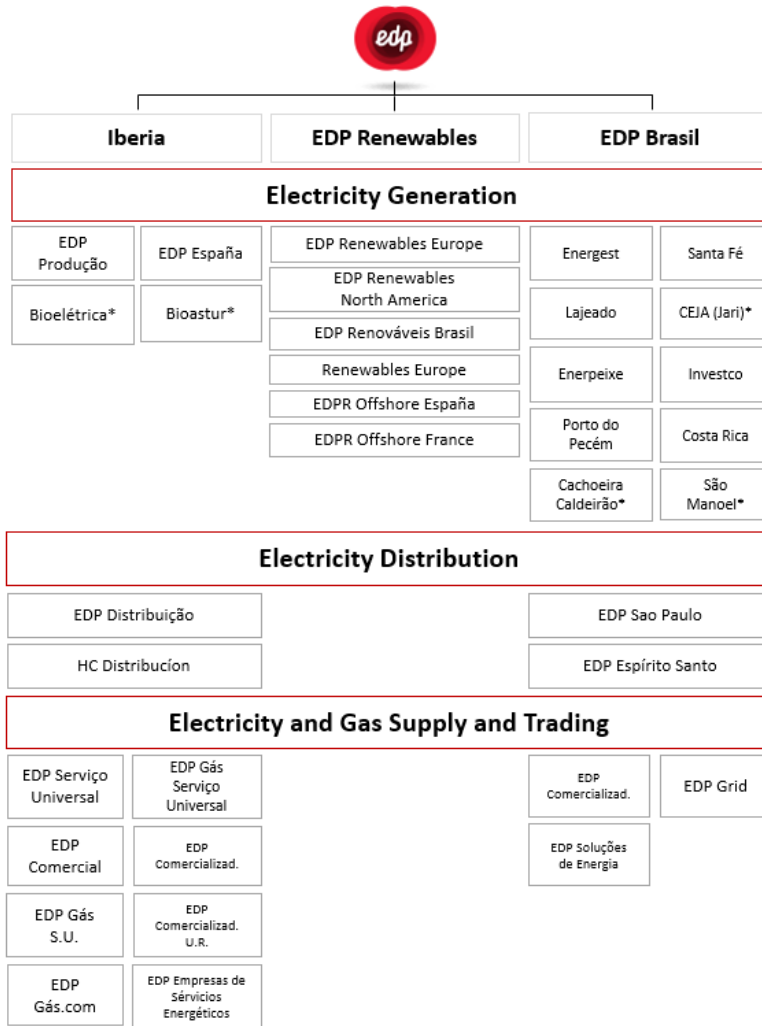 edp
Iberia
EDP Renewables
EDP Brasil
Electricity Generation
EDP
Produção
EDP España
Bioelétrica*
Bioastur*
EDP Renewables Europe
EDP Renewables
North America
EDP Renováveis Brasil
Renewables Europe
EDPR Offshore España
EDPR Offshore France
Energest
Santa Fé
Lajeado
CEJA (Jari)*
Enerpeixe
Investco
Porto do
Pecém
Costa Rica
Cachoeira
Caldeirão*
São
Manoel*
Electricity Distribution
EDP Distribuição
HC Distribucíon
EDP Sao Paulo
EDP Espírito Santo
Electricity and Gas Supply and Trading
EDP Serviço
Universal
EDP Gás
Serviço
Universal
EDP
Comercial
EDP
Comercializad.
EDP Gás
S.U.
EDP
Comercializad.
U.R.
EDP
Gás.com
EDP Empresas de
Sérvicios
Energéticos
EDP
Comercializad.
EDP Grid
EDP Soluções
de Energia